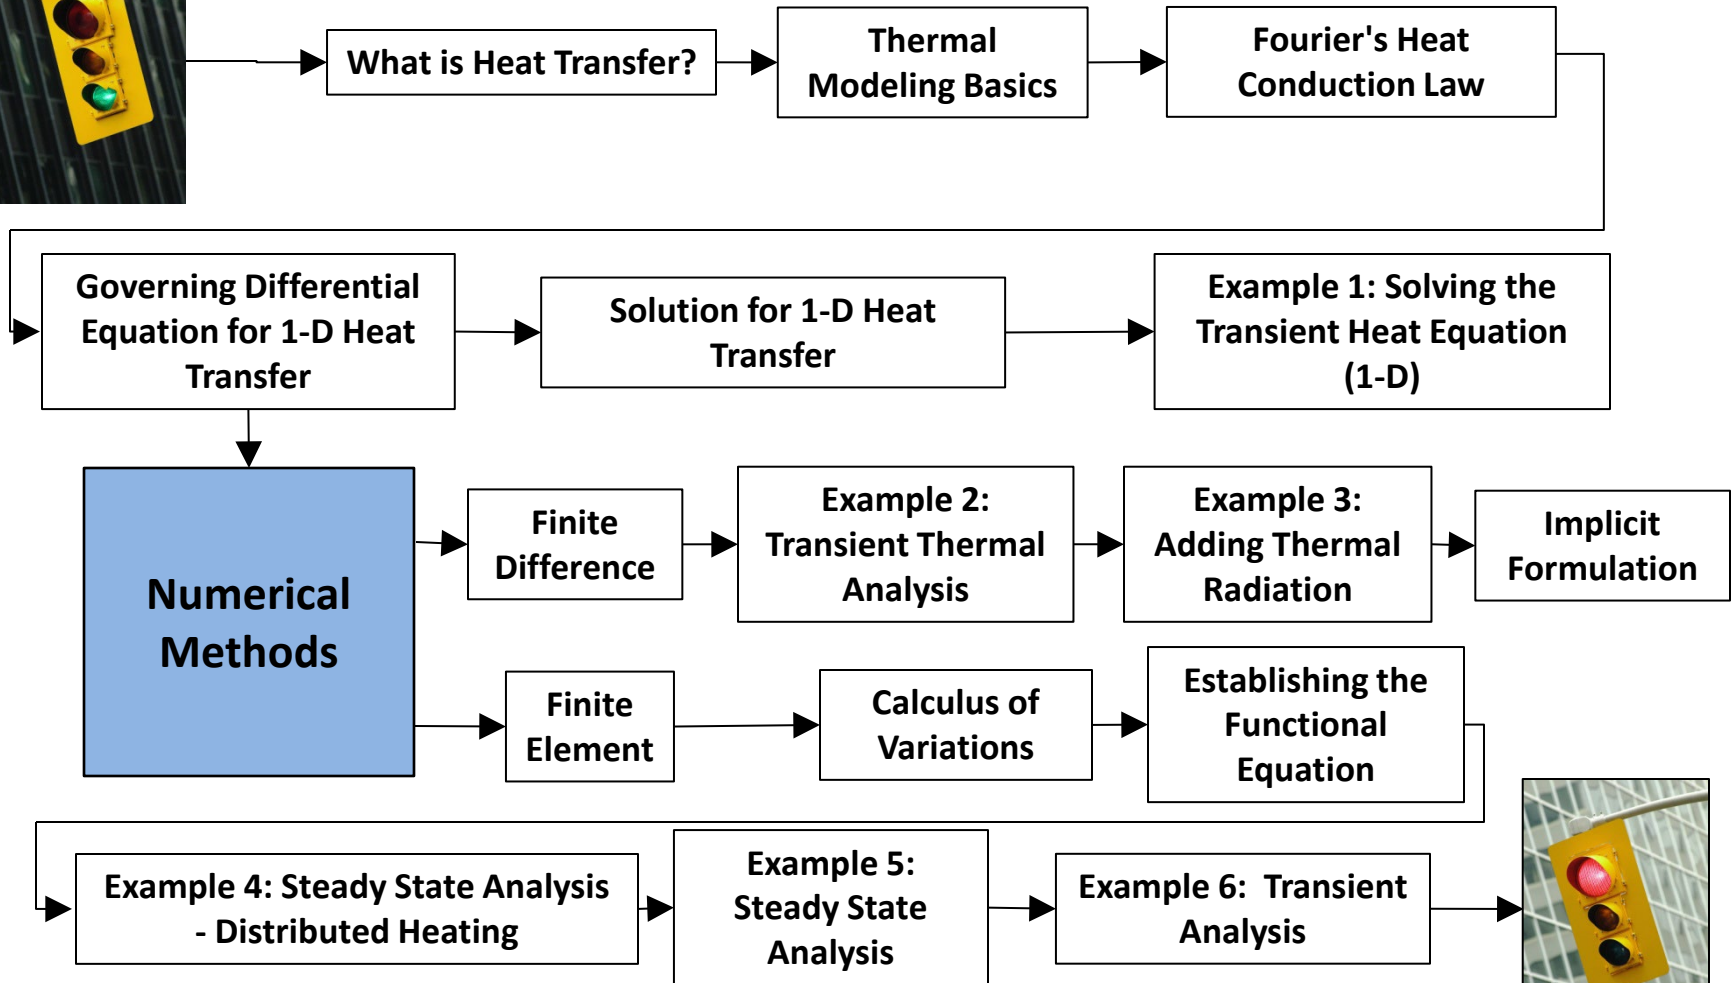 What is Heat Transfer?
Thermal
Modeling Basics
Fourier's Heat
Conduction Law
Governing Differential
Equation for 1-D Heat
Transfer
Solution for 1-D Heat
Transfer
Example 1: Solving the
Transient Heat Equation
(1-D)
Numerical
Methods
Finite
Difference
Example 2:
Transient Thermal
Analysis
Example 3:
Adding Thermal
Radiation
Implicit
Formulation
Finite
Element
Calculus of
Variations
Establishing the
Functional
Equation
Example 4: Steady State Analysis
- Distributed Heating
Example 5:
Steady State
Analysis
Example 6:  Transient
Analysis